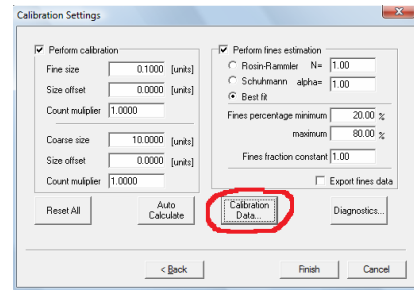 Calibration Settings
Perform calibration
Fine size 0.1000 [units]
Size offset 0.0000 [units]
Count muliplier 1.0000
Coarse size 10.0000 [units]
Size offset 0.0000 [units]
Count muliplier 1.0000
Perform fines estimation
Rosin-Rammler N= 1.00
Schuhmann alpha= 1.00
Best fit
Fines percentage minimum 20.00 %
maximum 80.00 %
Fines fraction constant 1.00
Export fines data
Reset All
Auto
Calculate
Calibration
Data...
Diagnostics...
< Back
Finish
Cancel